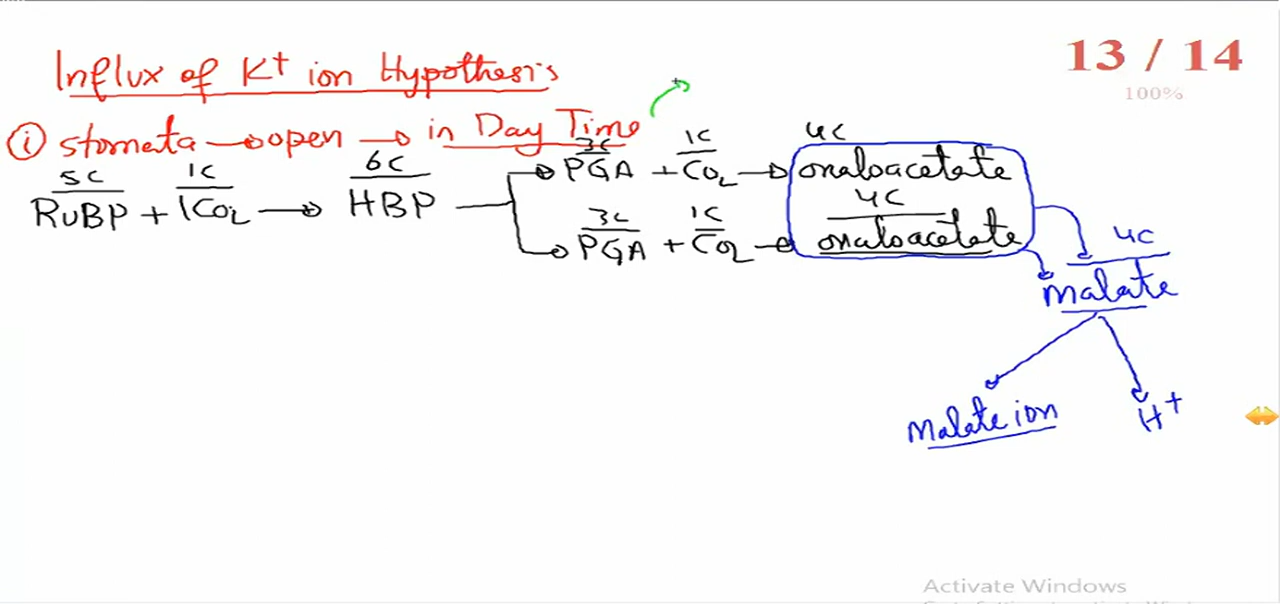 Influx of K+ ion Hypothesis
13 / 14
100%
① stomata → open → in Day Time
5C 1C 6C 3C 1C 4C
RuBP + 1CO2 → HBP → PGA + CO2 → oxaloacetate
3C 1C 4C
→ PGA + CO2 → oxaloacetate
4C
Malate
Malate ion H+
Activate Windows